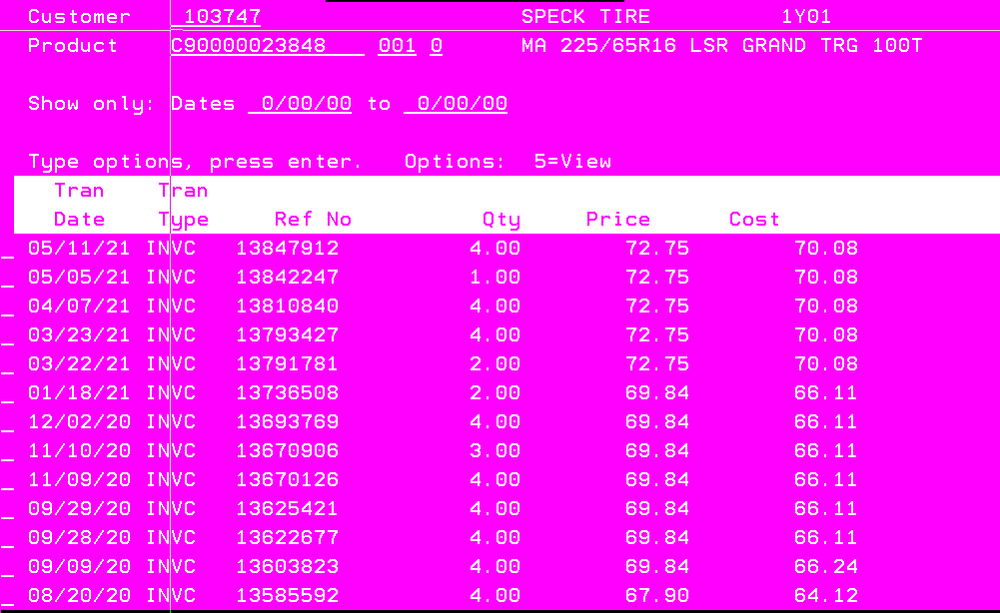 Customer 103747 SPECK TIRE 1Y01
Product C90000023848 001 0 MA 225/65R16 LSR GRAND TRG 100T
Show only: Dates 0/00/00 to 0/00/00
Type options, press enter. Options: 5=View
Tran Tran
Date Type Ref No Qty Price Cost
_ 05/11/21 INVC 13847912 4.00 72.75 70.08
_ 05/05/21 INVC 13842247 1.00 72.75 70.08
_ 04/07/21 INVC 13810840 4.00 72.75 70.08
_ 03/23/21 INVC 13793427 4.00 72.75 70.08
_ 03/22/21 INVC 13791781 2.00 72.75 70.08
_ 01/18/21 INVC 13736508 2.00 69.84 66.11
_ 12/02/20 INVC 13693769 4.00 69.84 66.11
_ 11/10/20 INVC 13670906 3.00 69.84 66.11
_ 11/09/20 INVC 13670126 4.00 69.84 66.11
_ 09/29/20 INVC 13625421 4.00 69.84 66.11
_ 09/28/20 INVC 13622677 4.00 69.84 66.11
_ 09/09/20 INVC 13603823 4.00 69.84 66.24
_ 08/20/20 INVC 13585592 4.00 67.90 64.12